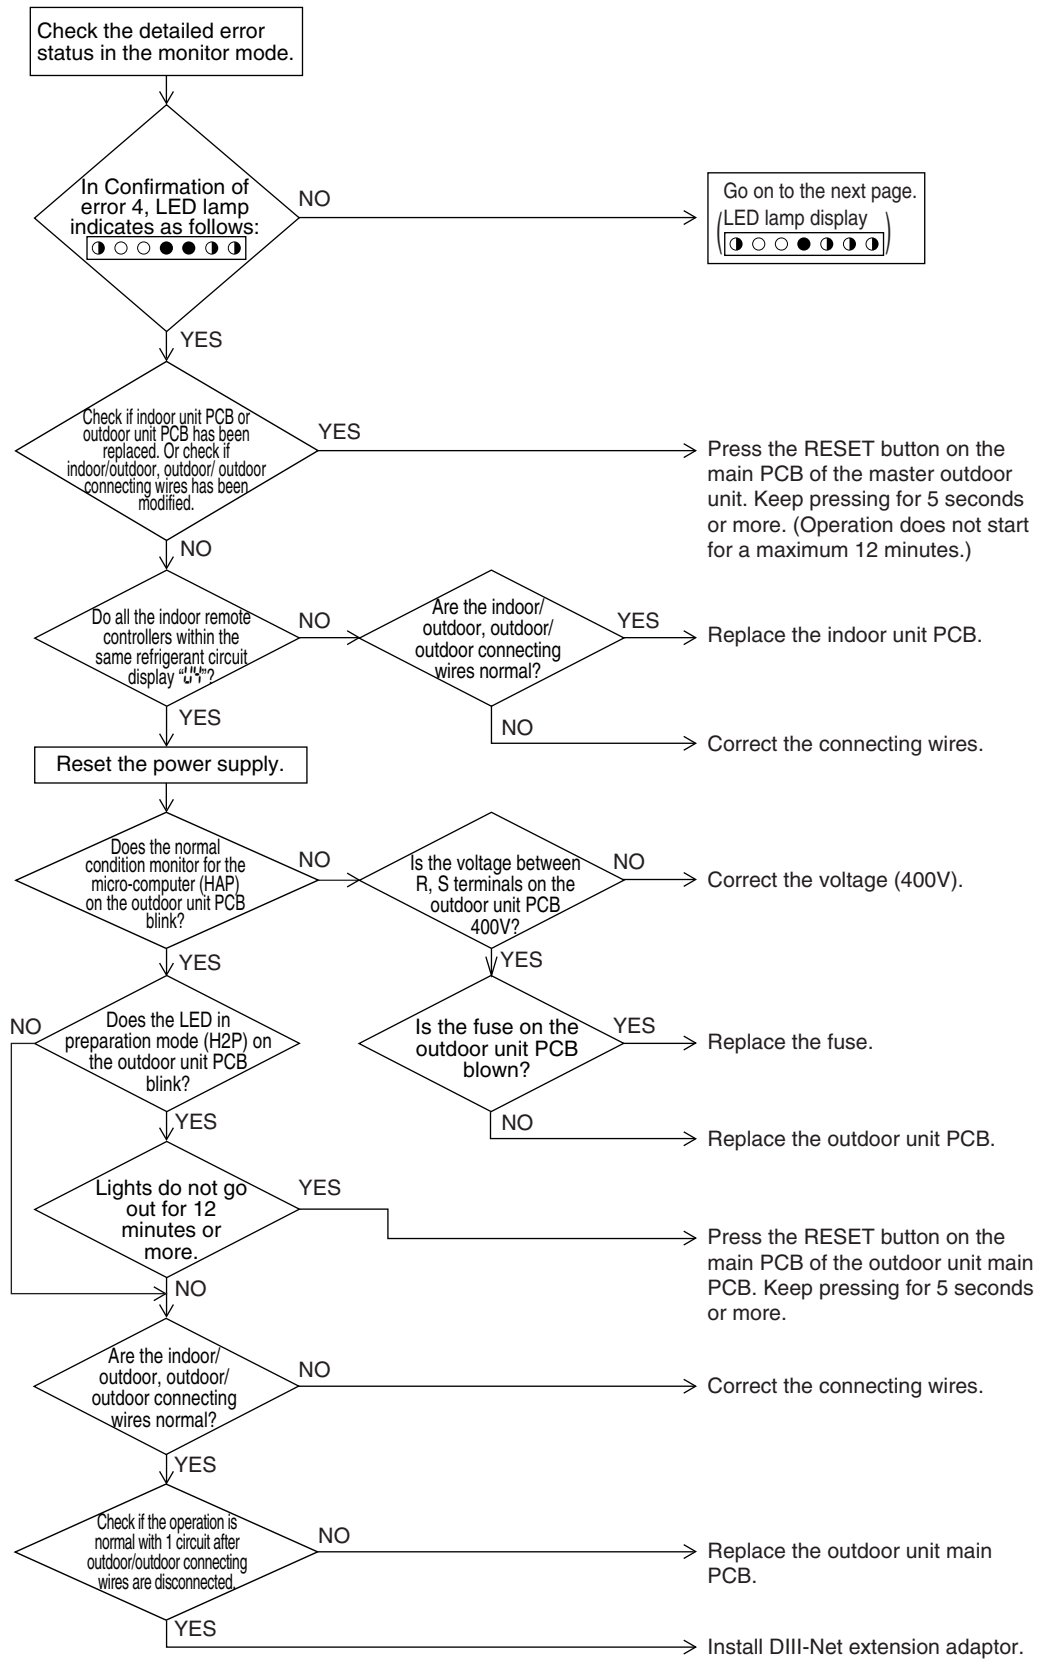 Check the detailed error
status in the monitor mode.
In Confirmation of
error 4, LED lamp
indicates as follows:
NO
Go on to the next page.
LED lamp display
YES
Check if indoor unit PCB or
outdoor unit PCB has been
replaced. Or check if
indoor/outdoor, outdoor/ outdoor
connecting wires has been
modified.
YES
Press the RESET button on the
main PCB of the master outdoor
unit. Keep pressing for 5 seconds
or more. (Operation does not start
for a maximum 12 minutes.)
NO
Do all the indoor remote
controllers within the
same refrigerant circuit
display “U4”?
NO
Are the indoor/
outdoor, outdoor/
outdoor connecting
wires normal?
YES
Replace the indoor unit PCB.
NO
Correct the connecting wires.
YES
Reset the power supply.
Does the normal
condition monitor for the
micro-computer (HAP)
on the outdoor unit PCB
blink?
NO
Is the voltage between
R, S terminals on the
outdoor unit PCB
400V?
NO
Correct the voltage (400V).
YES
YES
Does the LED in
preparation mode (H2P) on
the outdoor unit PCB
blink?
NO
Is the fuse on the
outdoor unit PCB
blown?
YES
Replace the fuse.
NO
Replace the outdoor unit PCB.
YES
Lights do not go
out for 12
minutes or
more.
YES
Press the RESET button on the
main PCB of the outdoor unit main
PCB. Keep pressing for 5 seconds
or more.
NO
Are the indoor/
outdoor, outdoor/
outdoor connecting
wires normal?
NO
Correct the connecting wires.
YES
Check if the operation is
normal with 1 circuit after
outdoor/outdoor connecting
wires are disconnected.
NO
Replace the outdoor unit main
PCB.
YES
Install DIII-Net extension adaptor.